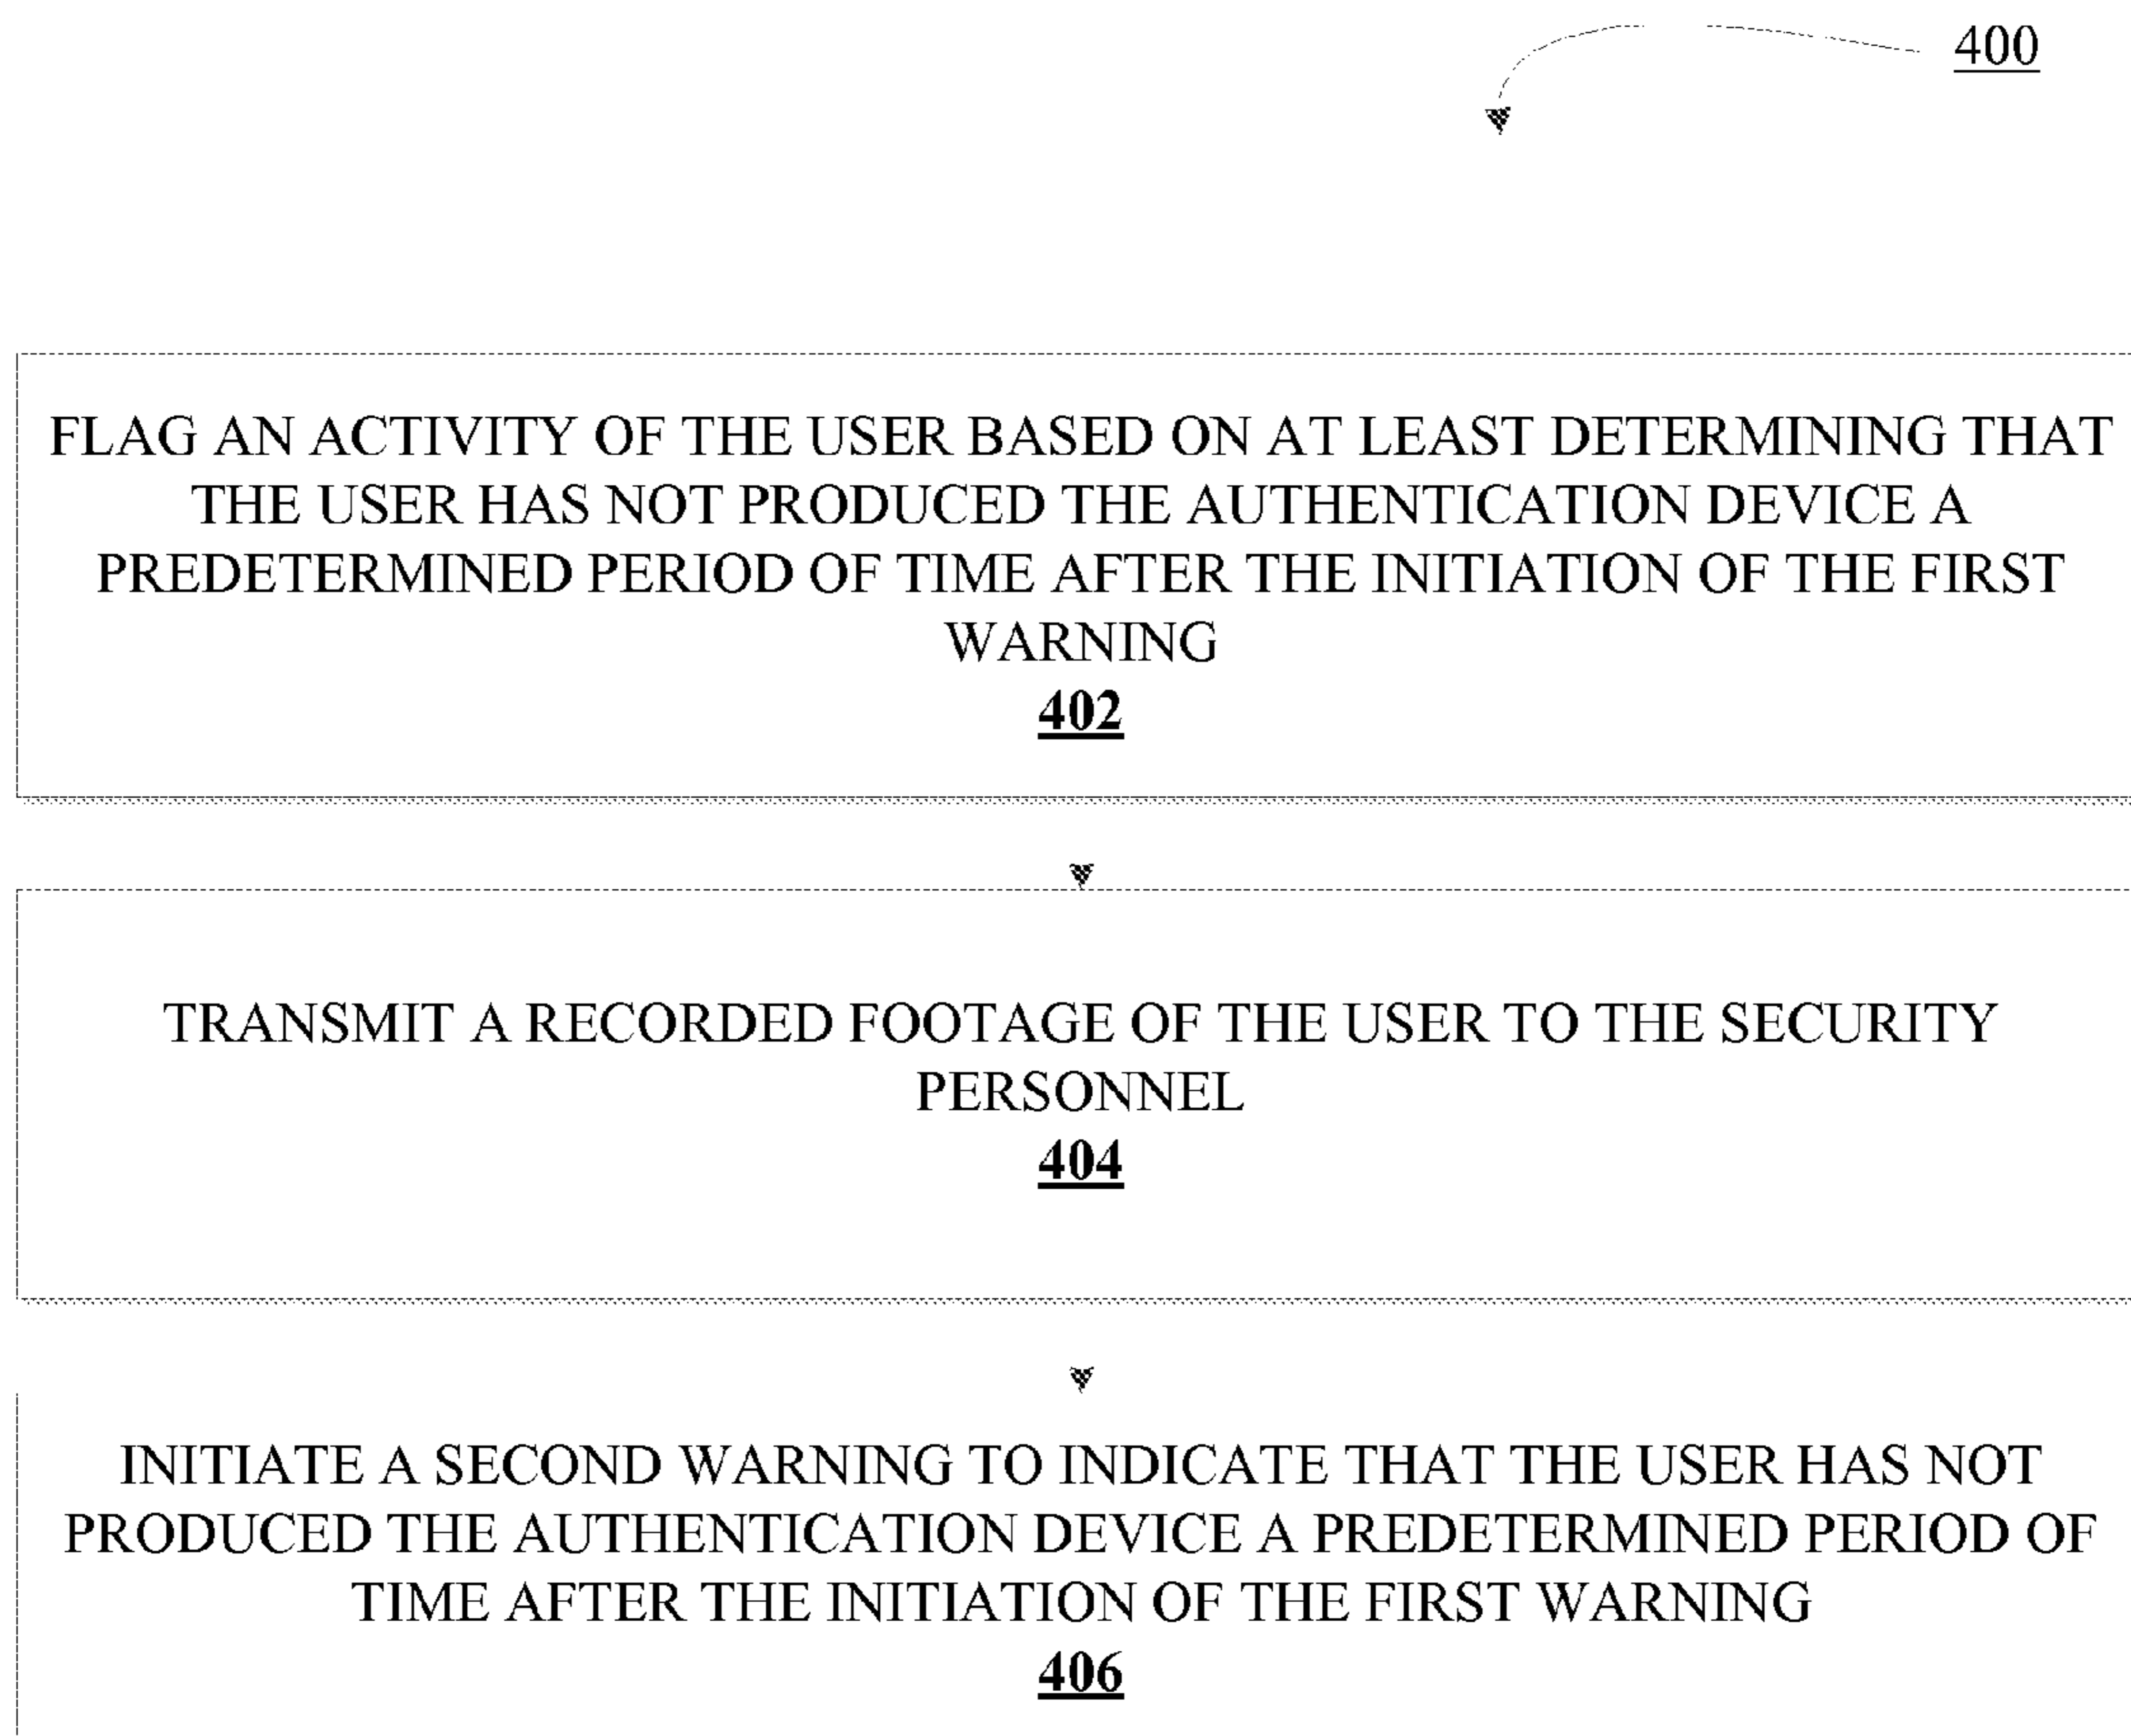 400
FLAG AN ACTIVITY OF THE USER BASED ON AT LEAST DETERMINING THAT
THE USER HAS NOT PRODUCED THE AUTHENTICATION DEVICE A
PREDETERMINED PERIOD OF TIME AFTER THE INITIATION OF THE FIRST
WARNING
402
TRANSMIT A RECORDED FOOTAGE OF THE USER TO THE SECURITY
PERSONNEL
404
INITIATE A SECOND WARNING TO INDICATE THAT THE USER HAS NOT
PRODUCED THE AUTHENTICATION DEVICE A PREDETERMINED PERIOD OF
TIME AFTER THE INITIATION OF THE FIRST WARNING
406